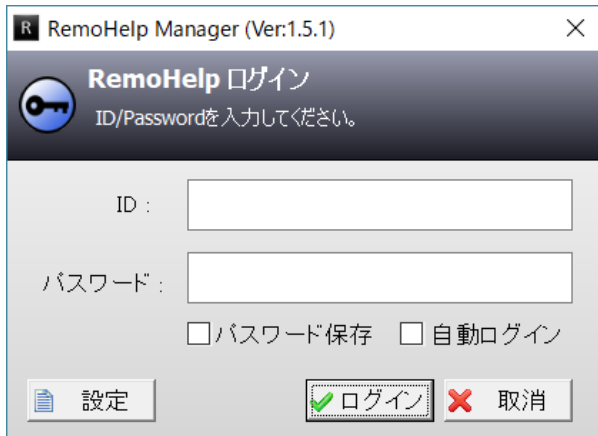 R RemoHelp Manager (Ver:1.5.1)
RemoHelp ログイン
ID/Passwordを入力してください。
ID :
パスワード :
パスワード保存 自動ログイン
設定 ログイン 取消